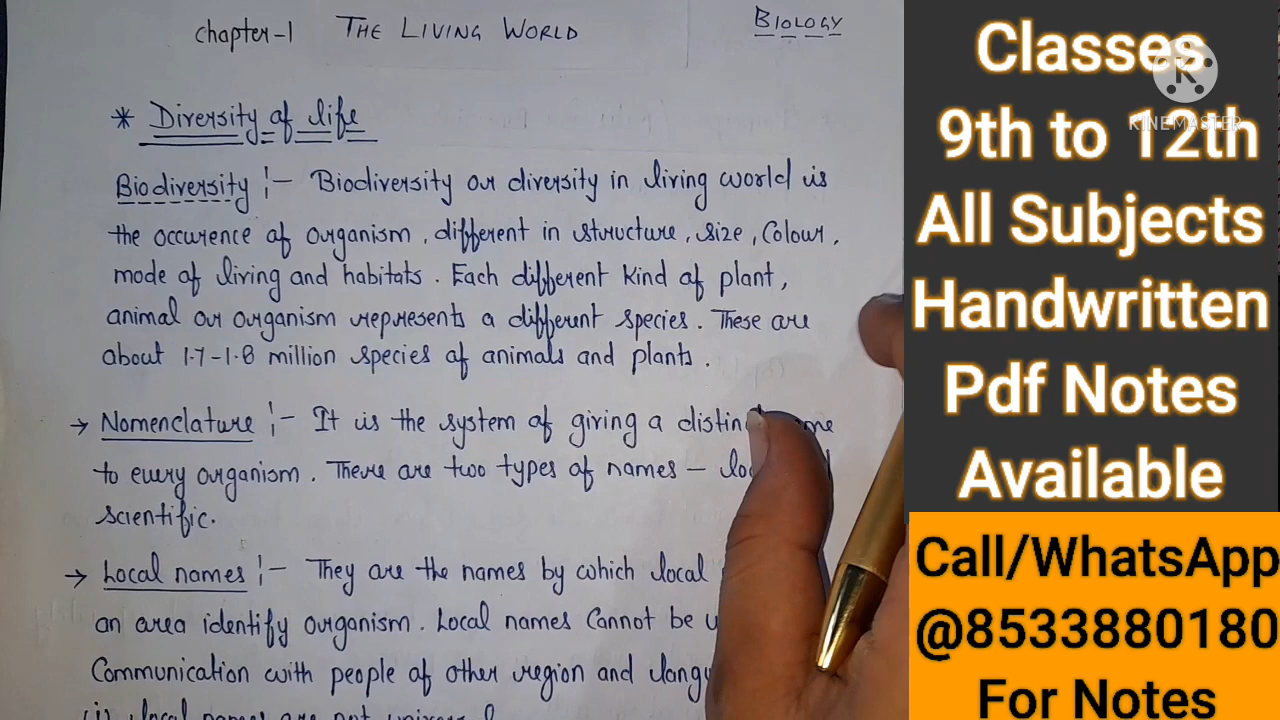 chapter-1 THE LIVING WORLD BIOLOGY
* Diversity of life
Biodiversity :- Biodiversity or diversity in living world is
the occurence of organism, different in structure, size, colour,
mode of living and habitats. Each different kind of plant,
animal or organism represents a different species. These are
about 1.7-1.8 million species of animals and plants.
→ Nomenclature :- It is the system of giving a
to every organism. There are two types of names -
scientific.
→ Local names :- They are the names by which local
an area identify organism. Local names cannot be
Communication with people of other region and
(i) local names are not
Classes
9th to 12th
All Subjects
Handwritten
Pdf Notes
Available
Call/WhatsApp
@8533880180
For Notes
K
KINEMASTER